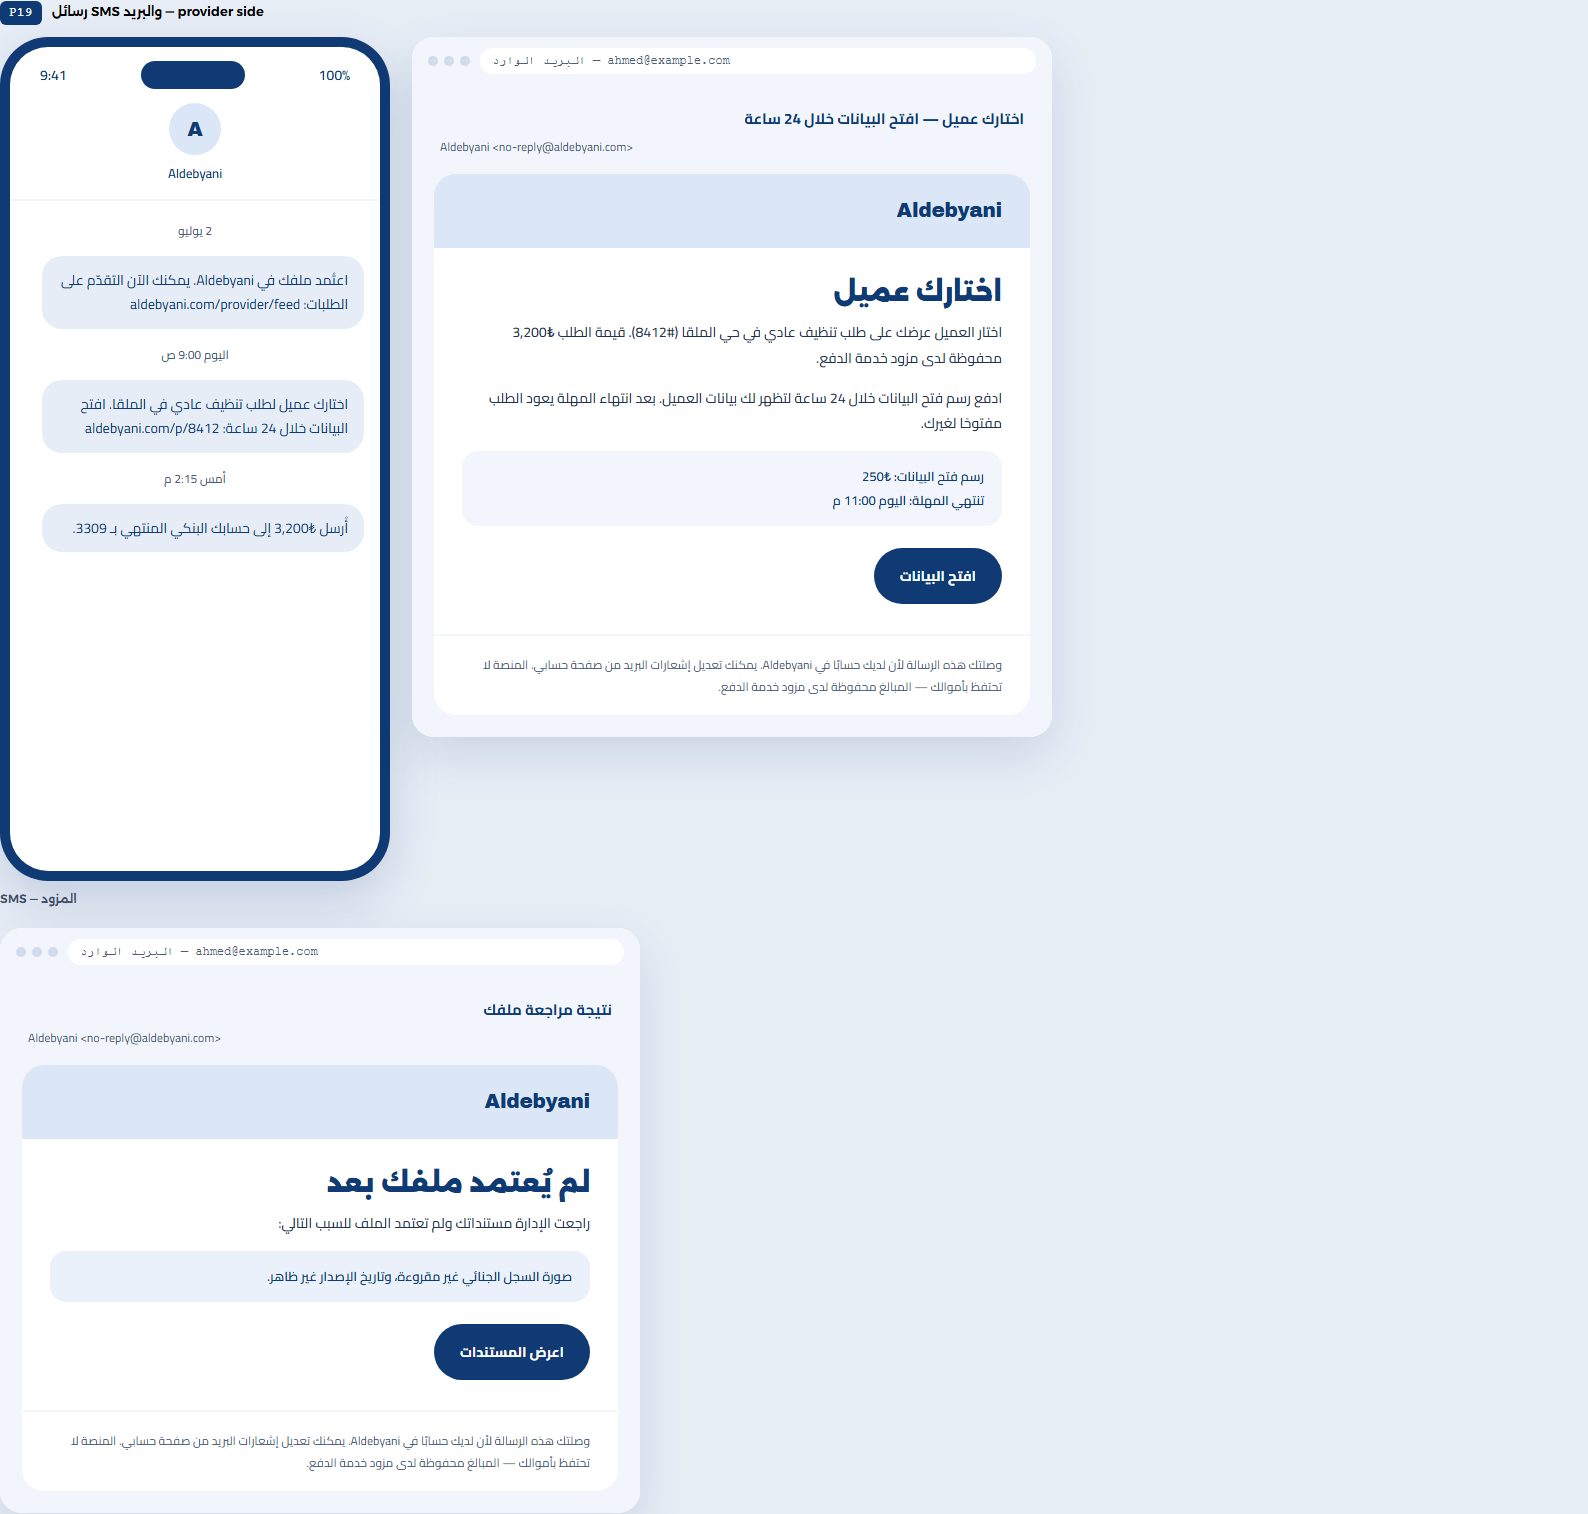 P19 رسائل SMS والبريد — provider side
9:41 100%
A
Aldebyani
2 يوليو
اعتُمد ملفك في Aldebyani. يمكنك الآن التقدّم على
الطلبات: aldebyani.com/provider/feed
اليوم 9:00 ص
اختارك عميل لطلب تنظيف عادي في الملقا. افتح
البيانات خلال 24 ساعة: aldebyani.com/p/8412
أمس 2:15 م
أُرسل 3,200₺ إلى حسابك البنكي المنتهي بـ 3309.
المزود — SMS
البريد الوارد — ahmed@example.com
اختارك عميل — افتح البيانات خلال 24 ساعة
Aldebyani <no-reply@aldebyani.com>
Aldebyani
اختارك عميل
اختار العميل عرضك على طلب تنظيف عادي في حي الملقا (#8412). قيمة الطلب 3,200₺
محفوظة لدى مزود خدمة الدفع.
ادفع رسم فتح البيانات خلال 24 ساعة لتظهر لك بيانات العميل. بعد انتهاء المهلة يعود الطلب
مفتوحًا لغيرك.
رسم فتح البيانات: 250₺
تنتهي المهلة: اليوم 11:00 م
افتح البيانات
وصلتك هذه الرسالة لأن لديك حسابًا في Aldebyani. يمكنك تعديل إشعارات البريد من صفحة حسابي. المنصة لا
تحتفظ بأموالك — المبالغ محفوظة لدى مزود خدمة الدفع.
البريد الوارد — ahmed@example.com
نتيجة مراجعة ملفك
Aldebyani <no-reply@aldebyani.com>
Aldebyani
لم يُعتمد ملفك بعد
راجعت الإدارة مستنداتك ولم تعتمد الملف للسبب التالي:
صورة السجل الجنائي غير مقروءة، وتاريخ الإصدار غير ظاهر.
اعرض المستندات
وصلتك هذه الرسالة لأن لديك حسابًا في Aldebyani. يمكنك تعديل إشعارات البريد من صفحة حسابي. المنصة لا
تحتفظ بأموالك — المبالغ محفوظة لدى مزود خدمة الدفع.